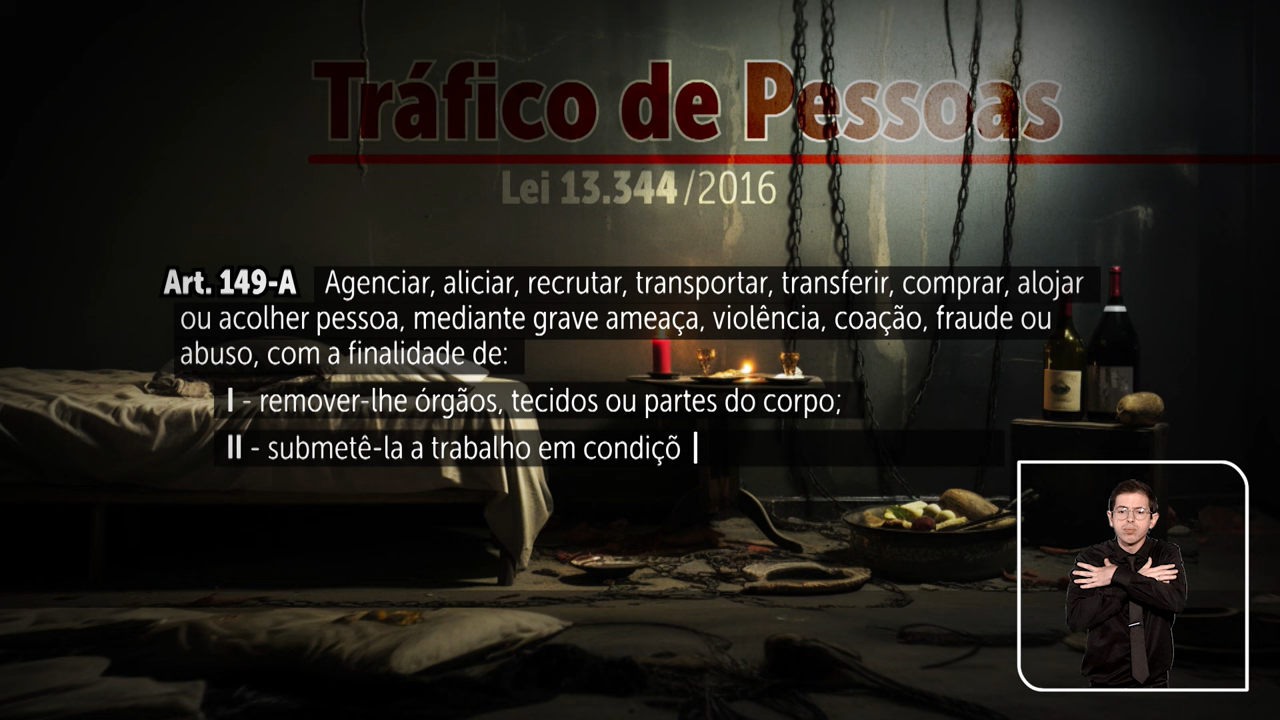 Tráfico de Pessoas
Lei 13.344/2016
Art. 149-A Agenciar, aliciar, recrutar, transportar, transferir, comprar, alojar
ou acolher pessoa, mediante grave ameaça, violência, coação, fraude ou
abuso, com a finalidade de:
I - remover-lhe órgãos, tecidos ou partes do corpo;
II - submetê-la a trabalho em condiçõ